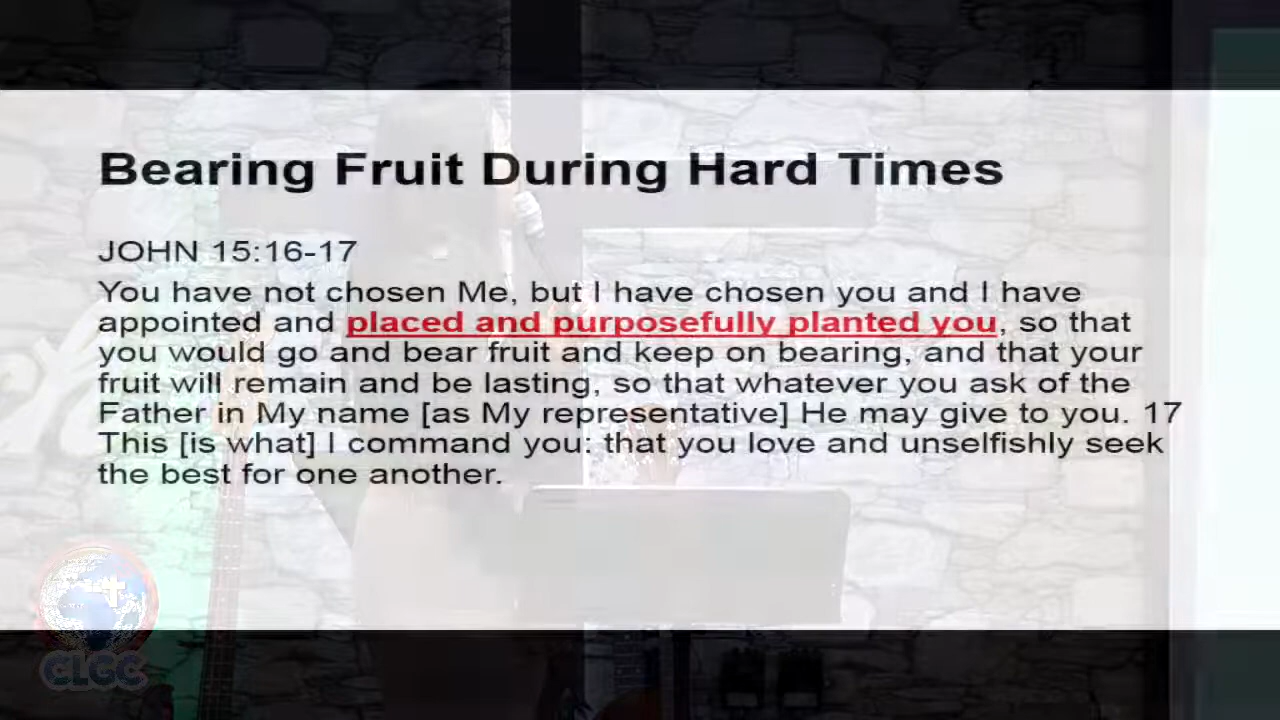 Bearing Fruit During Hard Times
JOHN 15:16-17
You have not chosen Me, but I have chosen you and I have
appointed and placed and purposefully planted you, so that
you would go and bear fruit and keep on bearing, and that your
fruit will remain and be lasting, so that whatever you ask of the
Father in My name [as My representative] He may give to you. 17
This [is what] I command you: that you love and unselfishly seek
the best for one another.
CLGC